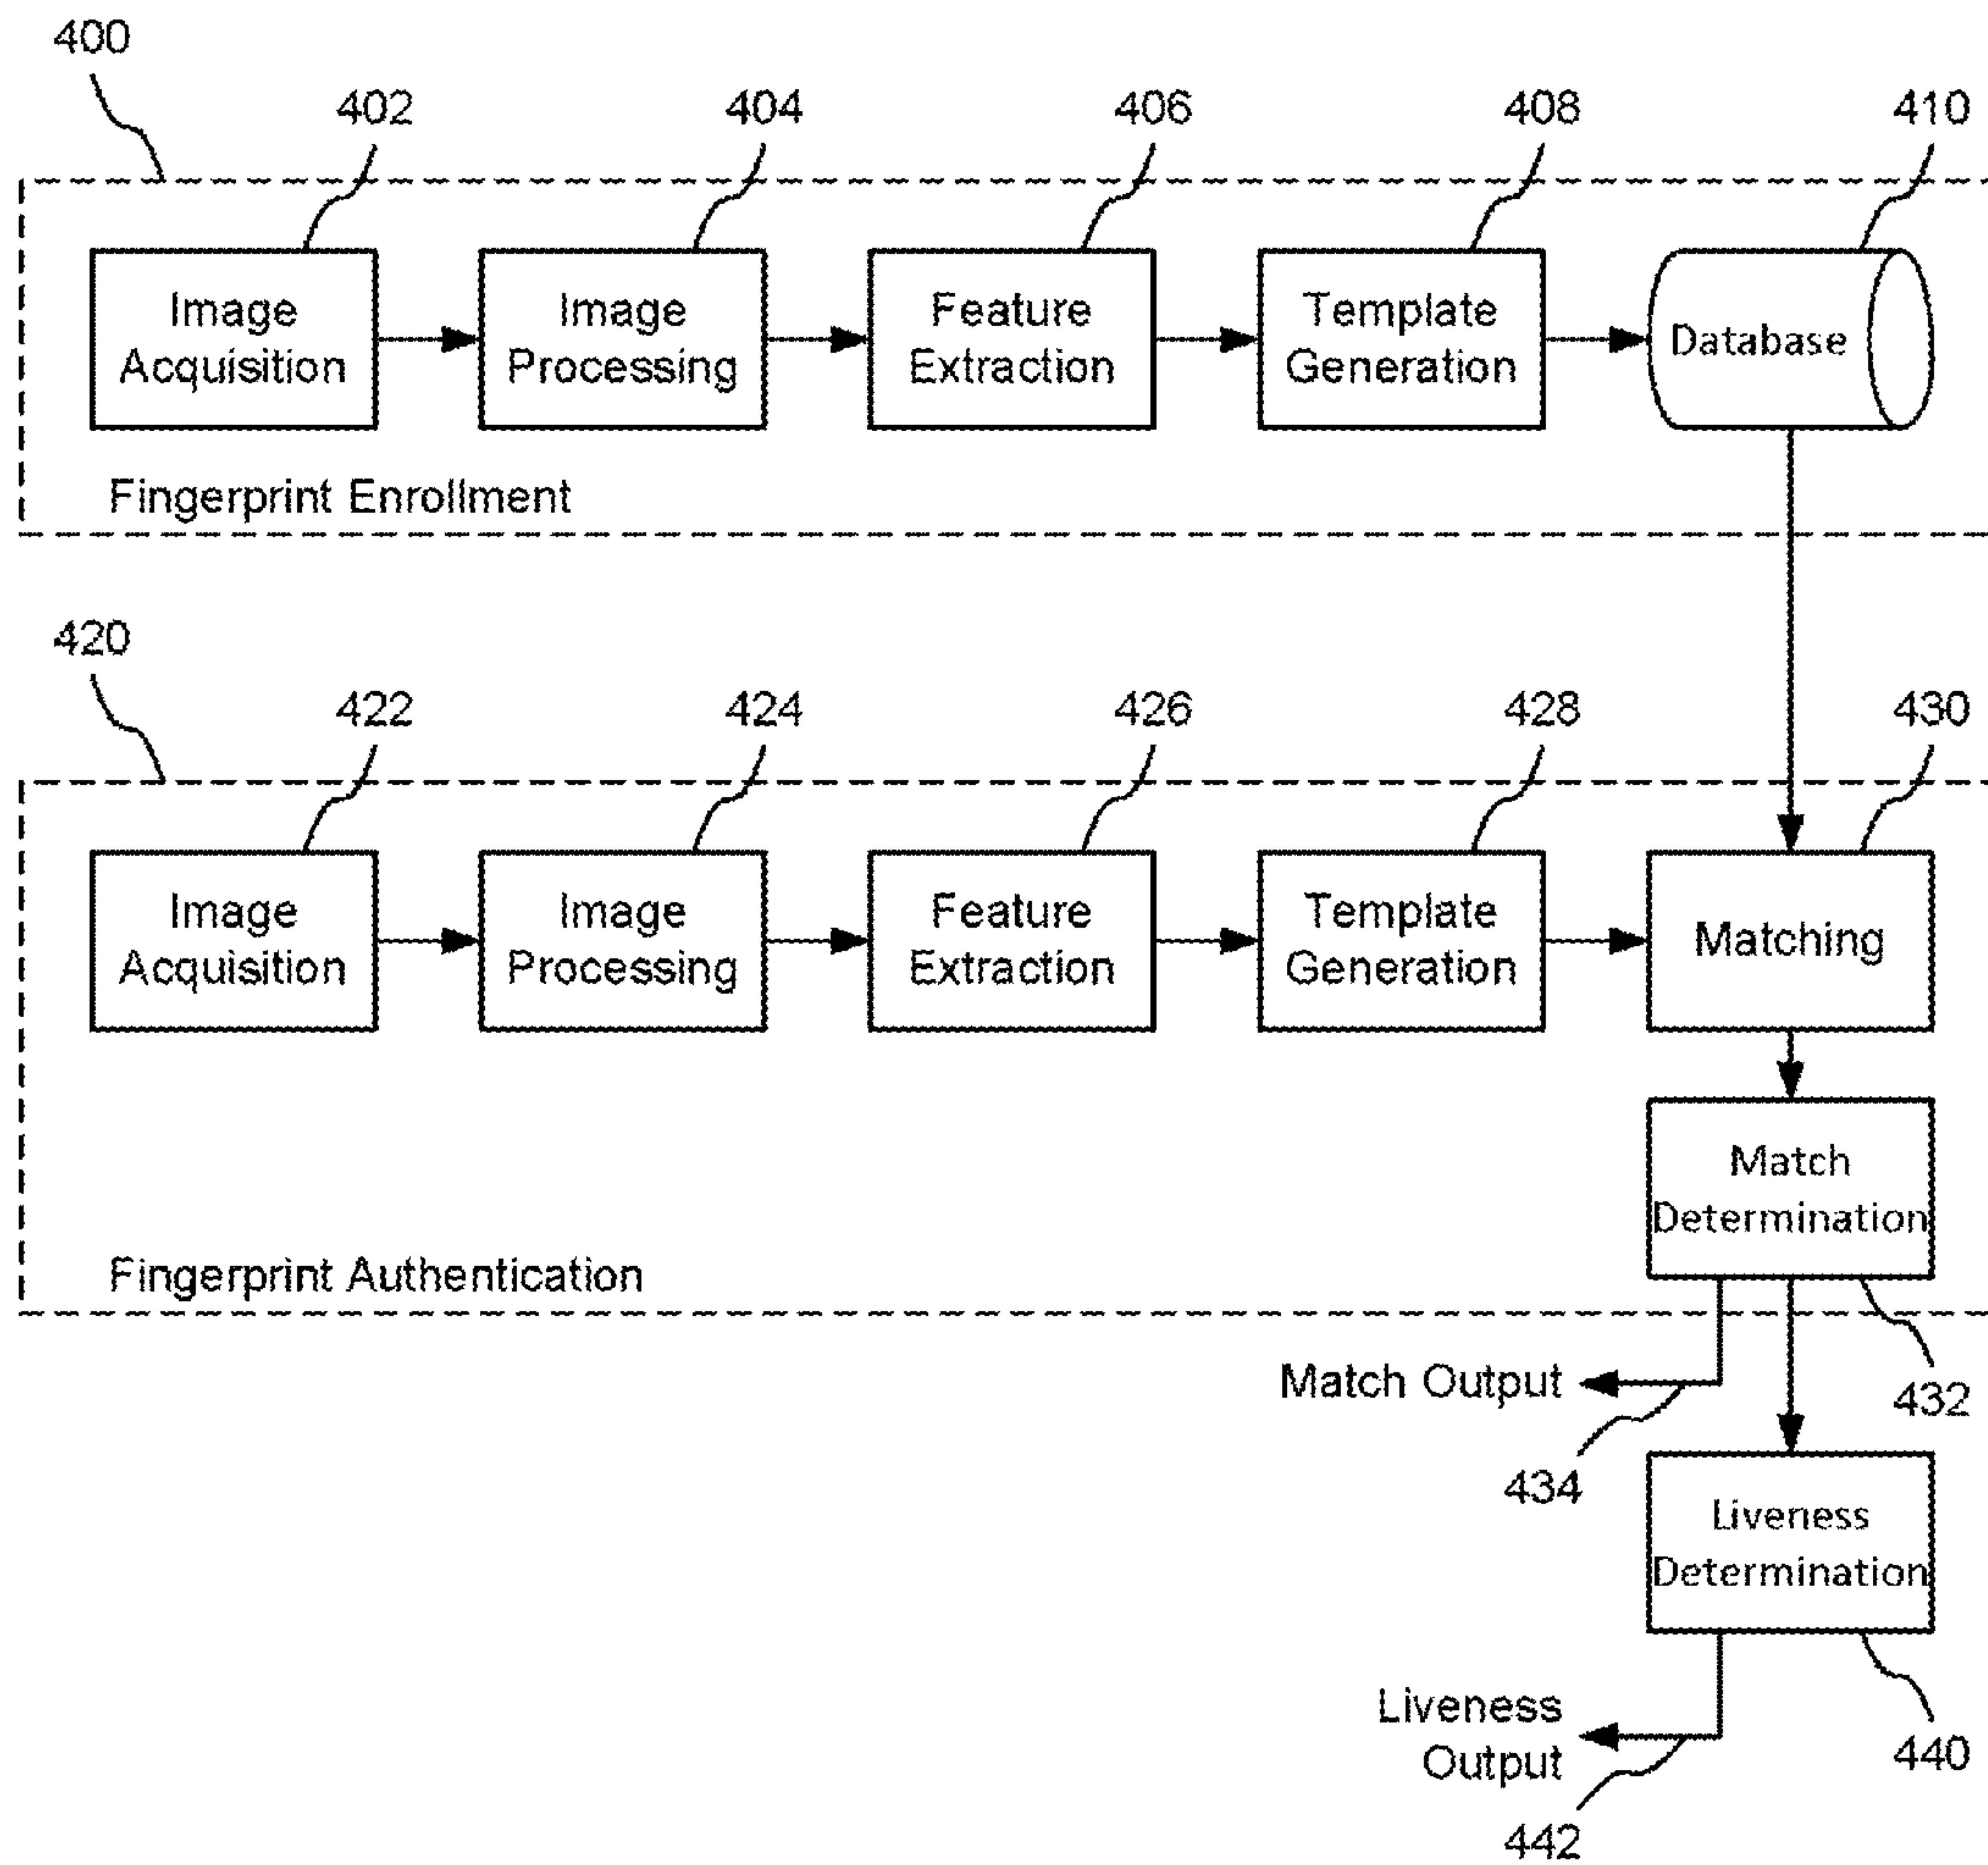 400
402
404
406
408
410
Image
Acquisition
Image
Processing
Feature
Extraction
Template
Generation
Database
Fingerprint Enrollment
420
422
424
426
428
430
Image
Acquisition
Image
Processing
Feature
Extraction
Template
Generation
Matching
Match
Determination
Fingerprint Authentication
Match Output
432
434
Liveness
Determination
Liveness
Output
440
442